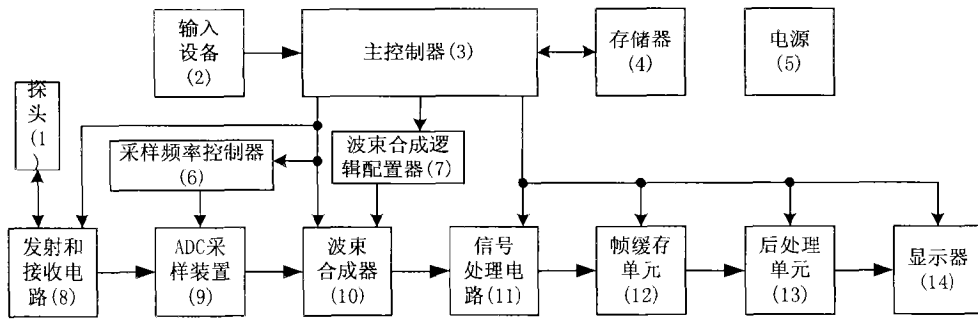 输入
设备
(2)
主控制器(3)
存储器
(4)
电源
(5)
探
头
(1
)
采样频率控制器
(6)
波束合成逻
辑配置器(7)
发射和
接收电
路(8)
ADC采
样装置
(9)
波束
合成器
(10)
信号
处理电
路(11)
帧缓存
单元
(12)
后处理
单元
(13)
显示器
(14)